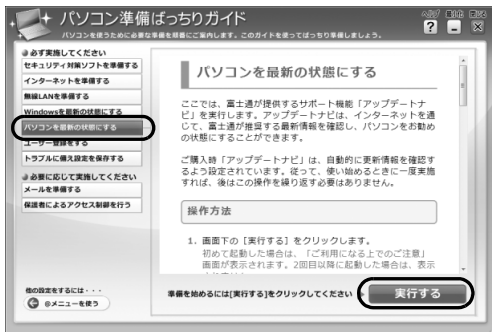 パソコン準備ばっちりガイド
パソコンを使うために必要な準備を順番にご案内します。このガイドを使ってばっちり準備しましょう。
ヘルプ 最小化 閉じる
必ず実施してください
セキュリティ対策ソフトを準備する
インターネットを準備する
無線LANを準備する
Windowsを最新の状態にする
パソコンを最新の状態にする
ユーザー登録をする
トラブルに備え設定を保存する
必要に応じて実施してください
メールを準備する
保護者によるアクセス制御を行う
他の設定をするには・・・
@メニューを使う
パソコンを最新の状態にする
ここでは、富士通が提供するサポート機能「アップデートナ
ビ」を実行します。アップデートナビは、インターネットを通
じて、富士通が推奨する最新情報を確認し、パソコンをお勧め
の状態にすることができます。
ご購入時「アップデートナビ」は、自動的に更新情報を確認す
るよう設定されています。従って、使い始めるときに一度実施
すれば、後はこの操作を繰り返す必要はありません。
操作方法
1. 画面下の［実行する］をクリックします。
初めて起動した場合は、「ご利用になる上でのご注意」
画面が表示されます。2回目以降に起動した場合は、表示
準備を始めるには[実行する]をクリックしてください
実行する